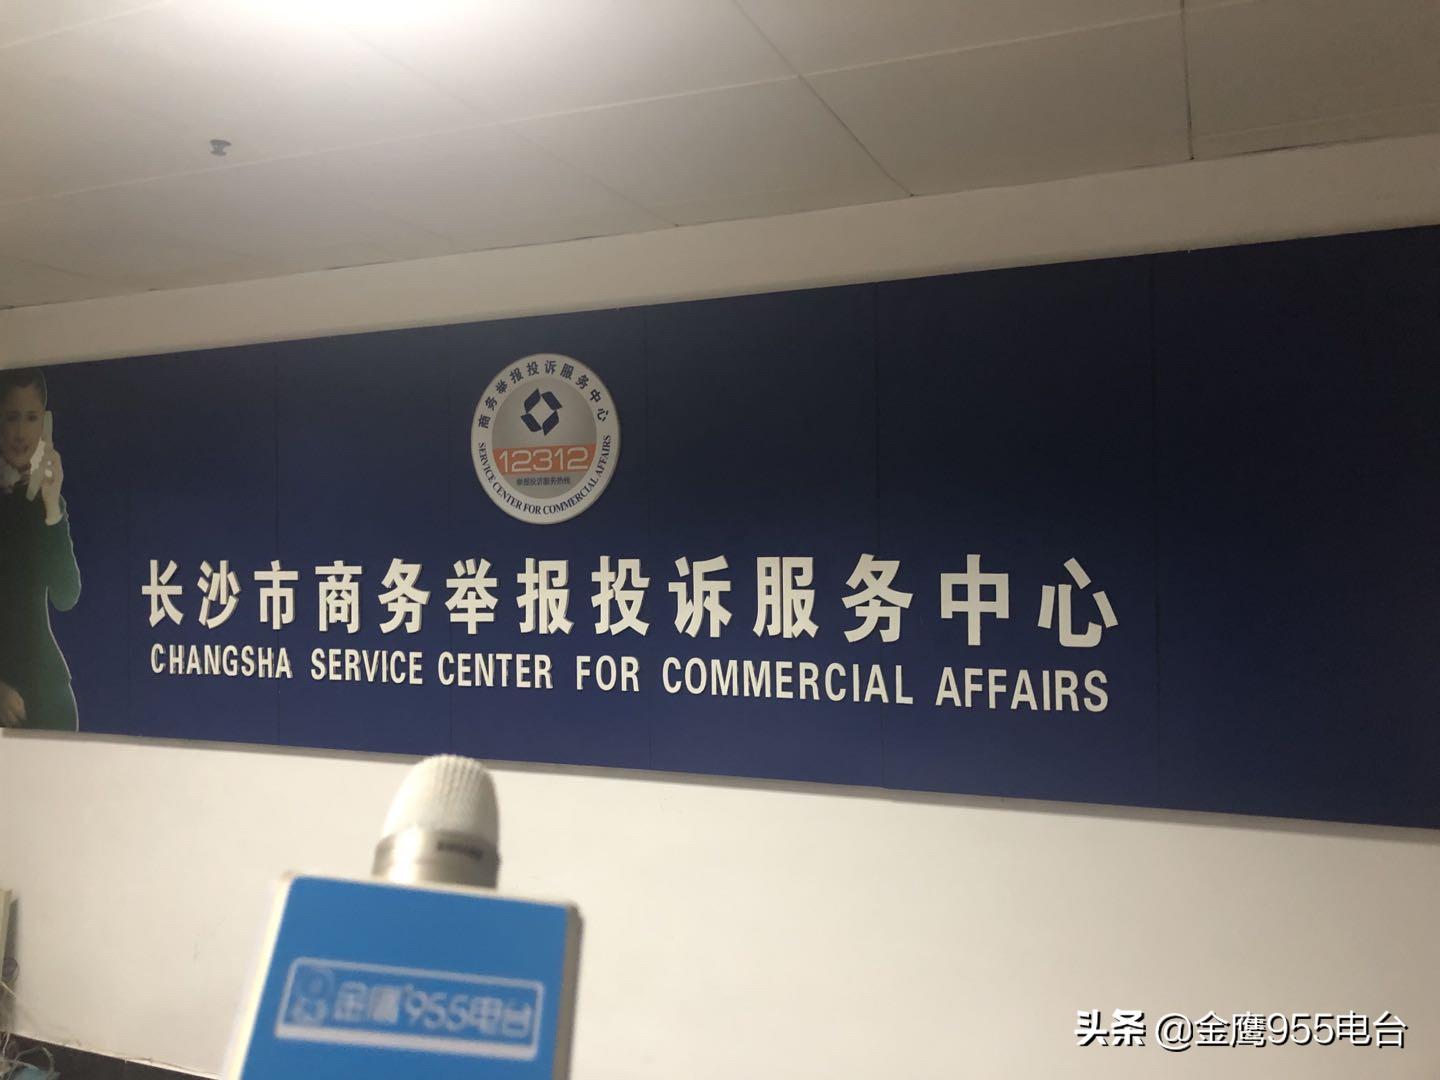 商务举报投诉服务中心
12312
举报投诉服务热线
SERVICE CENTER FOR COMMERCIAL AFFAIRS
长沙市商务举报投诉服务中心
CHANGSHA SERVICE CENTER FOR COMMERCIAL AFFAIRS
金鹰955电台
头条 @金鹰955电台